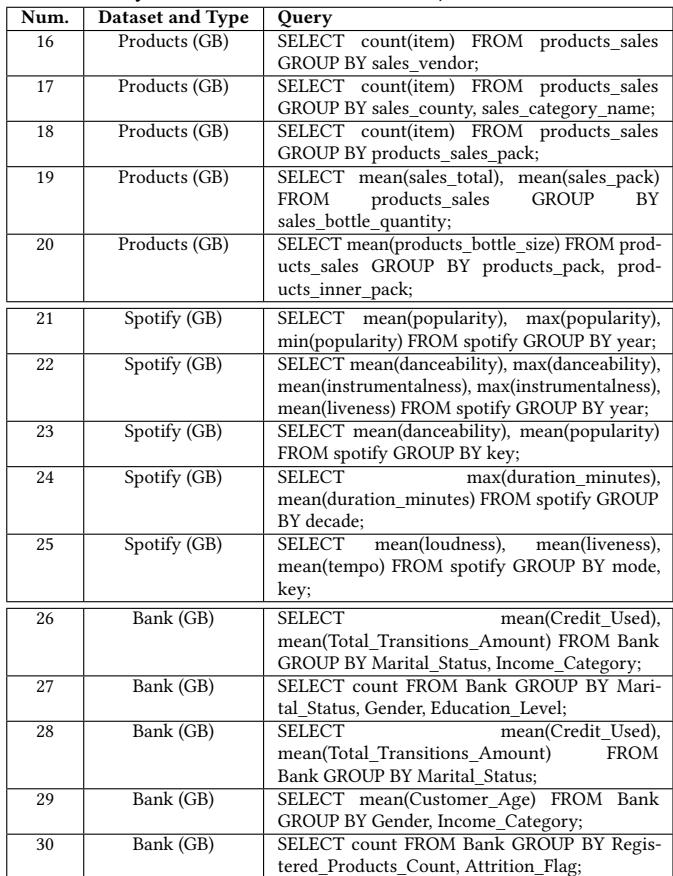 Num. Dataset and Type Query
16 Products (GB) SELECT count(item) FROM products_sales
GROUP BY sales_vendor;
17 Products (GB) SELECT count(item) FROM products_sales
GROUP BY sales_county, sales_category_name;
18 Products (GB) SELECT count(item) FROM products_sales
GROUP BY products_sales_pack;
19 Products (GB) SELECT mean(sales_total), mean(sales_pack)
FROM products_sales GROUP BY
sales_bottle_quantity;
20 Products (GB) SELECT mean(products_bottle_size) FROM prod-
ucts_sales GROUP BY products_pack, prod-
ucts_inner_pack;
21 Spotify (GB) SELECT mean(popularity), max(popularity),
min(popularity) FROM spotify GROUP BY year;
22 Spotify (GB) SELECT mean(danceability), max(danceability),
mean(instrumentalness), max(instrumentalness),
mean(liveness) FROM spotify GROUP BY year;
23 Spotify (GB) SELECT mean(danceability), mean(popularity)
FROM spotify GROUP BY key;
24 Spotify (GB) SELECT max(duration_minutes),
mean(duration_minutes) FROM spotify GROUP
BY decade;
25 Spotify (GB) SELECT mean(loudness), mean(liveness),
mean(tempo) FROM spotify GROUP BY mode,
key;
26 Bank (GB) SELECT mean(Credit_Used),
mean(Total_Transitions_Amount) FROM Bank
GROUP BY Marital_Status, Income_Category;
27 Bank (GB) SELECT count FROM Bank GROUP BY Mari-
tal_Status, Gender, Education_Level;
28 Bank (GB) SELECT mean(Credit_Used),
mean(Total_Transitions_Amount) FROM
Bank GROUP BY Marital_Status;
29 Bank (GB) SELECT mean(Customer_Age) FROM Bank
GROUP BY Gender, Income_Category;
30 Bank (GB) SELECT count FROM Bank GROUP BY Regis-
tered_Products_Count, Attrition_Flag;